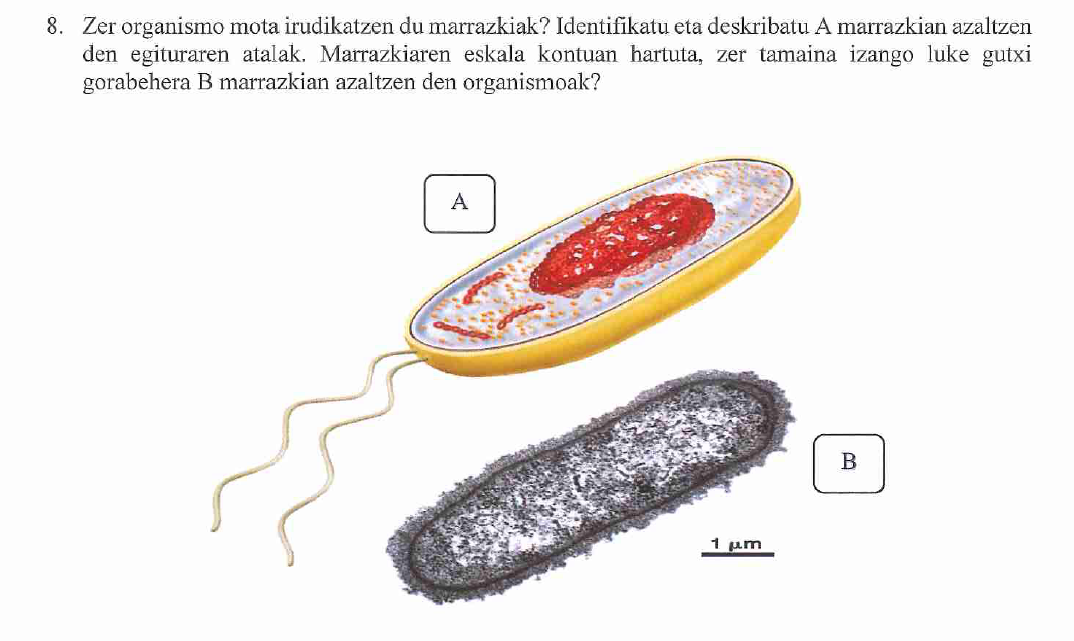 8. Zer organismo mota irudikatzen du marrazkiak? Identifikatu eta deskribatu A marrazkian azaltzen
den egituraren atalak. Marrazkiaren eskala kontuan hartuta, zer tamaina izango luke gutxi
gorabehera B marrazkian azaltzen den organismoak?
A
B
1 µm